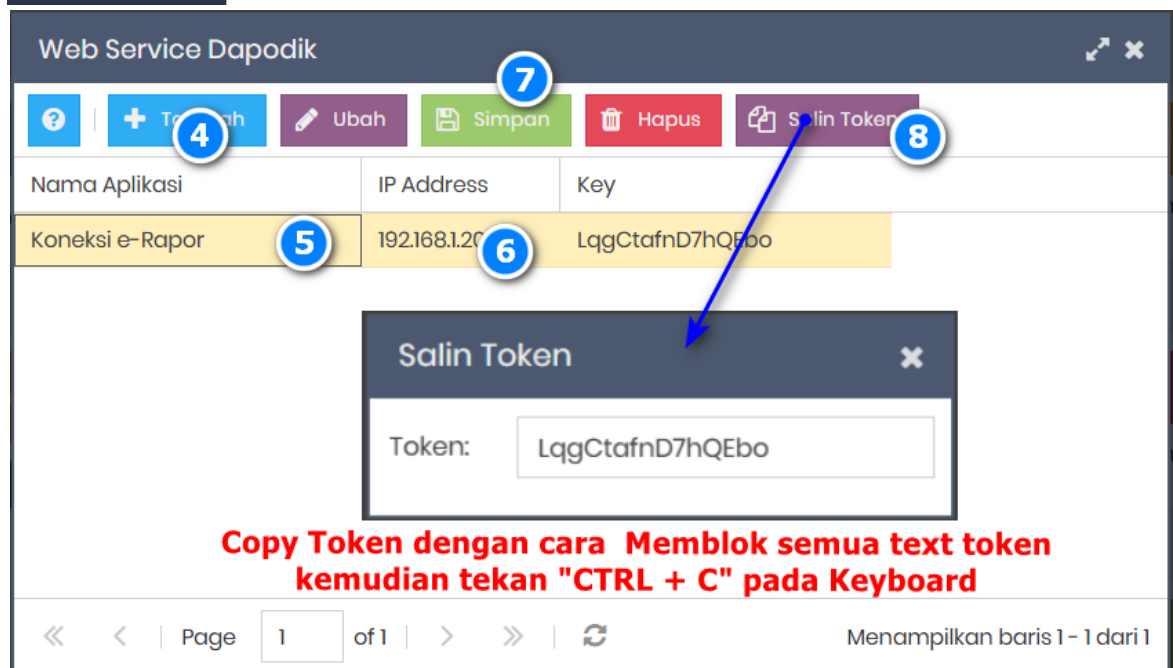 Web Service Dapodik
7
Ubah Simpan Hapus Salin Token
4 8
Nama Aplikasi IP Address Key
Koneksi e-Rapor 5 6 LqgCtafnD7hQEbo
Salin Token
Token: LqgCtafnD7hQEbo
Copy Token dengan cara Memblok semua text token
kemudian tekan "CTRL + C" pada Keyboard
Page 1 of 1 Menampilkan baris 1 - 1 dari 1